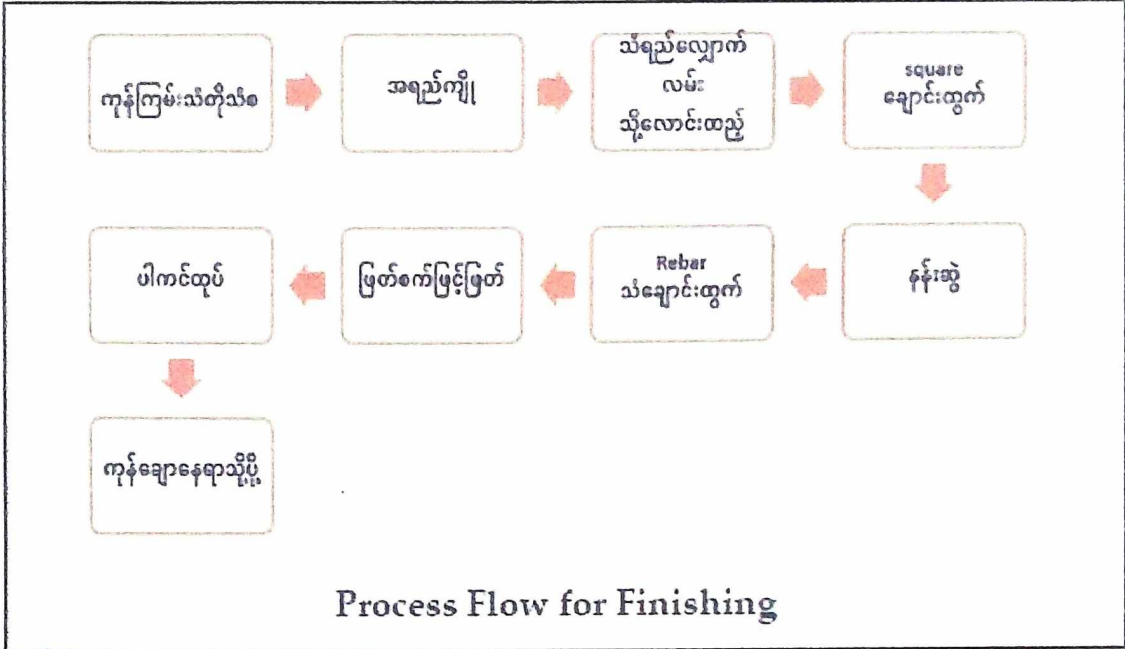 ကုန်ကြမ်းသံတိုသံစ
အရည်ကျို
သံရည်လျှောက်
လမ်း
သို့လောင်းထည့်
square
ချောင်းထွက်
နန်းဆွဲ
Rebar
သံချောင်းထွက်
ဖြတ်စက်ဖြင့်ဖြတ်
ပါကင်ထုပ်
ကုန်ချောနေရာသို့ပို့
Process Flow for Finishing